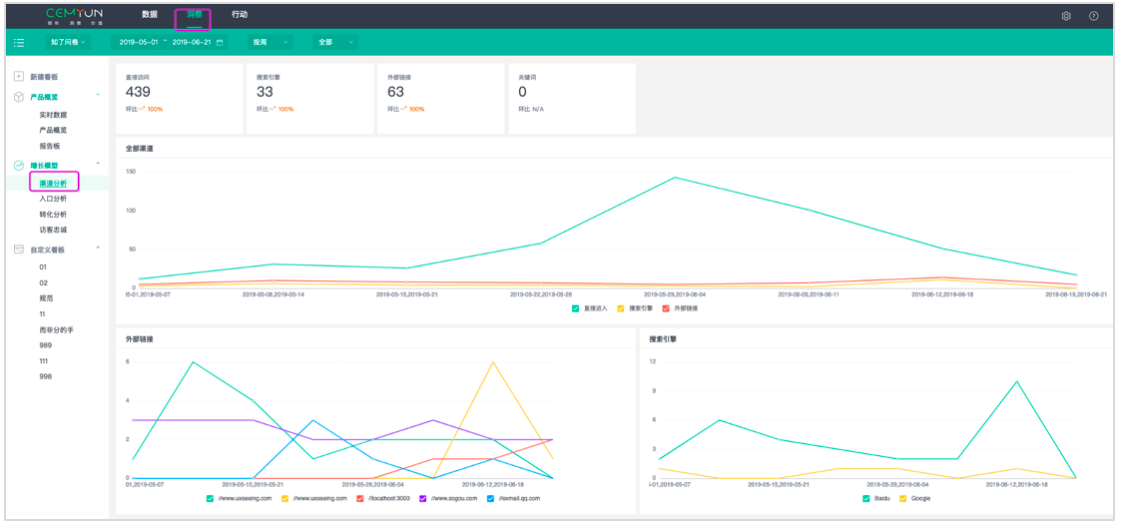 CEMYUN
数据 洞察 行动
知了问卷
2019-05-01 ~ 2019-06-21
按周
全部
新建看板
产品概览
实时数据
产品概览
报告板
增长模型
渠道分析
入口分析
转化分析
访客忠诚
自定义看板
01
02
规范
11
而非分的手
989
111
998
直接访问
439
环比 100%
搜索引擎
33
环比 100%
外部链接
63
环比 100%
关键词
0
环比 N/A
全部渠道
150
100
50
0
i5-01,2019-05-07 2019-05-08,2019-05-14 2019-05-15,2019-05-21 2019-05-22,2019-05-28 2019-05-29,2019-06-04 2019-06-05,2019-06-11 2019-06-12,2019-06-18 2019-06-19,2019-06-21
直接进入 搜索引擎 外部链接
外部链接
6
4
2
0
01,2019-05-07 2019-05-15,2019-05-21 2019-05-29,2019-06-04 2019-06-12,2019-06-18
//www.uxseeing.com //localhost:3000 //www.sogou.com //exmail.qq.com
搜索引擎
12
9
6
3
0
i-01,2019-05-07 2019-05-15,2019-05-21 2019-05-29,2019-06-04 2019-06-12,2019-06-18
Baidu Google